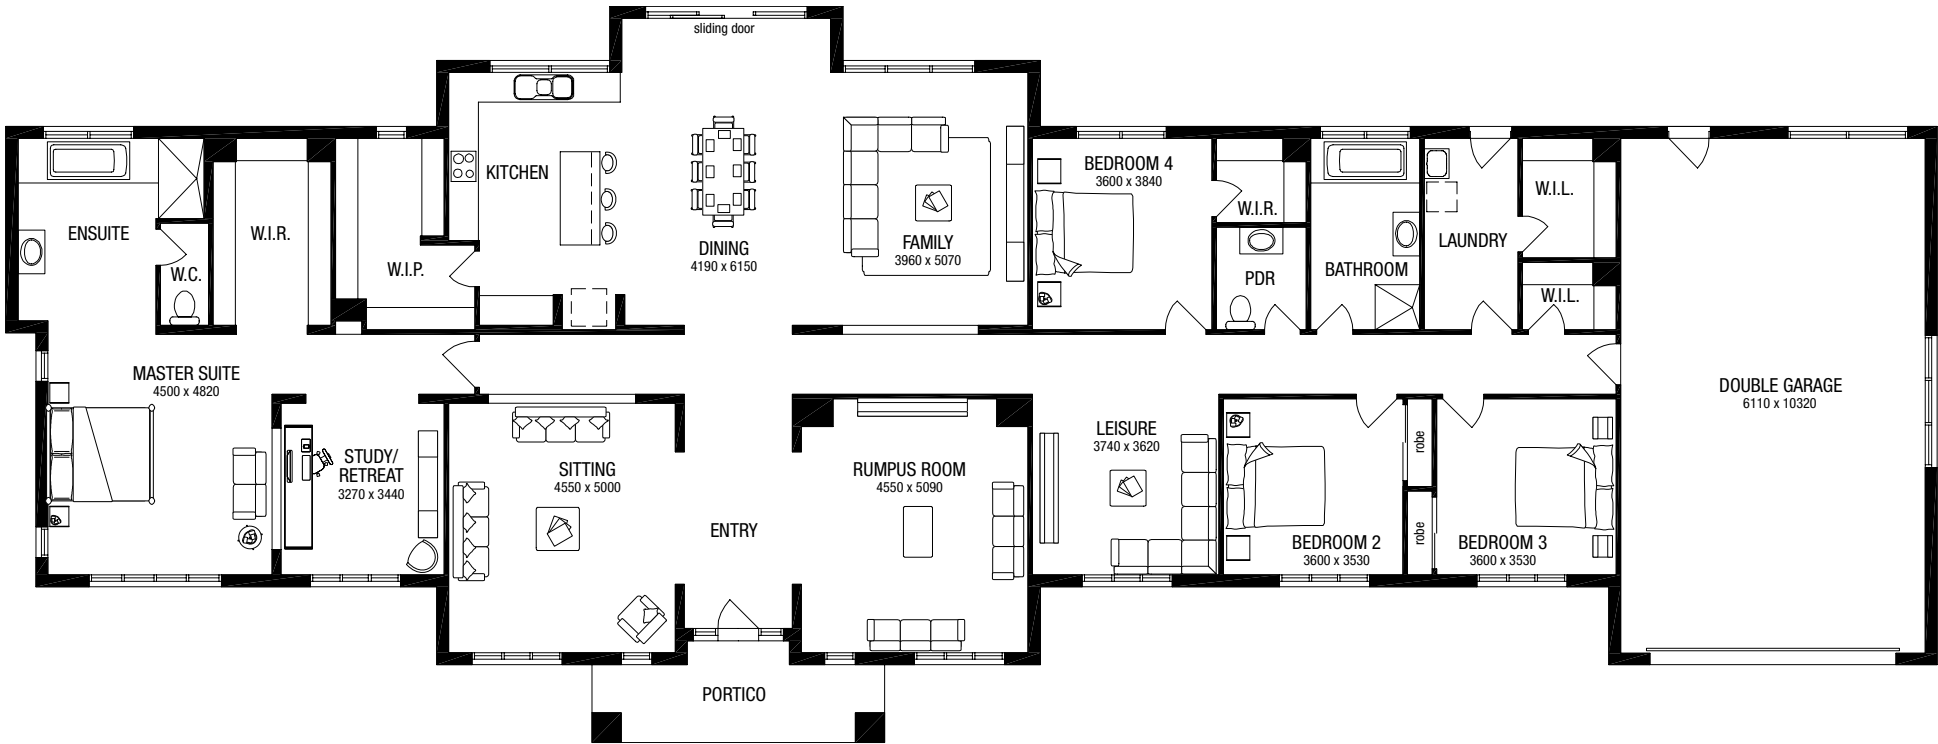 sliding door
KITCHEN
DINING
4190 x 6150
FAMILY
3960 x 5070
BEDROOM 4
3600 x 3840
W.I.R.
PDR
BATHROOM
LAUNDRY
W.I.L.
W.I.L.
ENSUITE
W.C.
W.I.R.
W.I.P.
MASTER SUITE
4500 x 4820
STUDY/
RETREAT
3270 x 3440
SITTING
4550 x 5000
ENTRY
RUMPUS ROOM
4550 x 5090
LEISURE
3740 x 3620
BEDROOM 2
3600 x 3530
robe
robe
BEDROOM 3
3600 x 3530
DOUBLE GARAGE
6110 x 10320
PORTICO